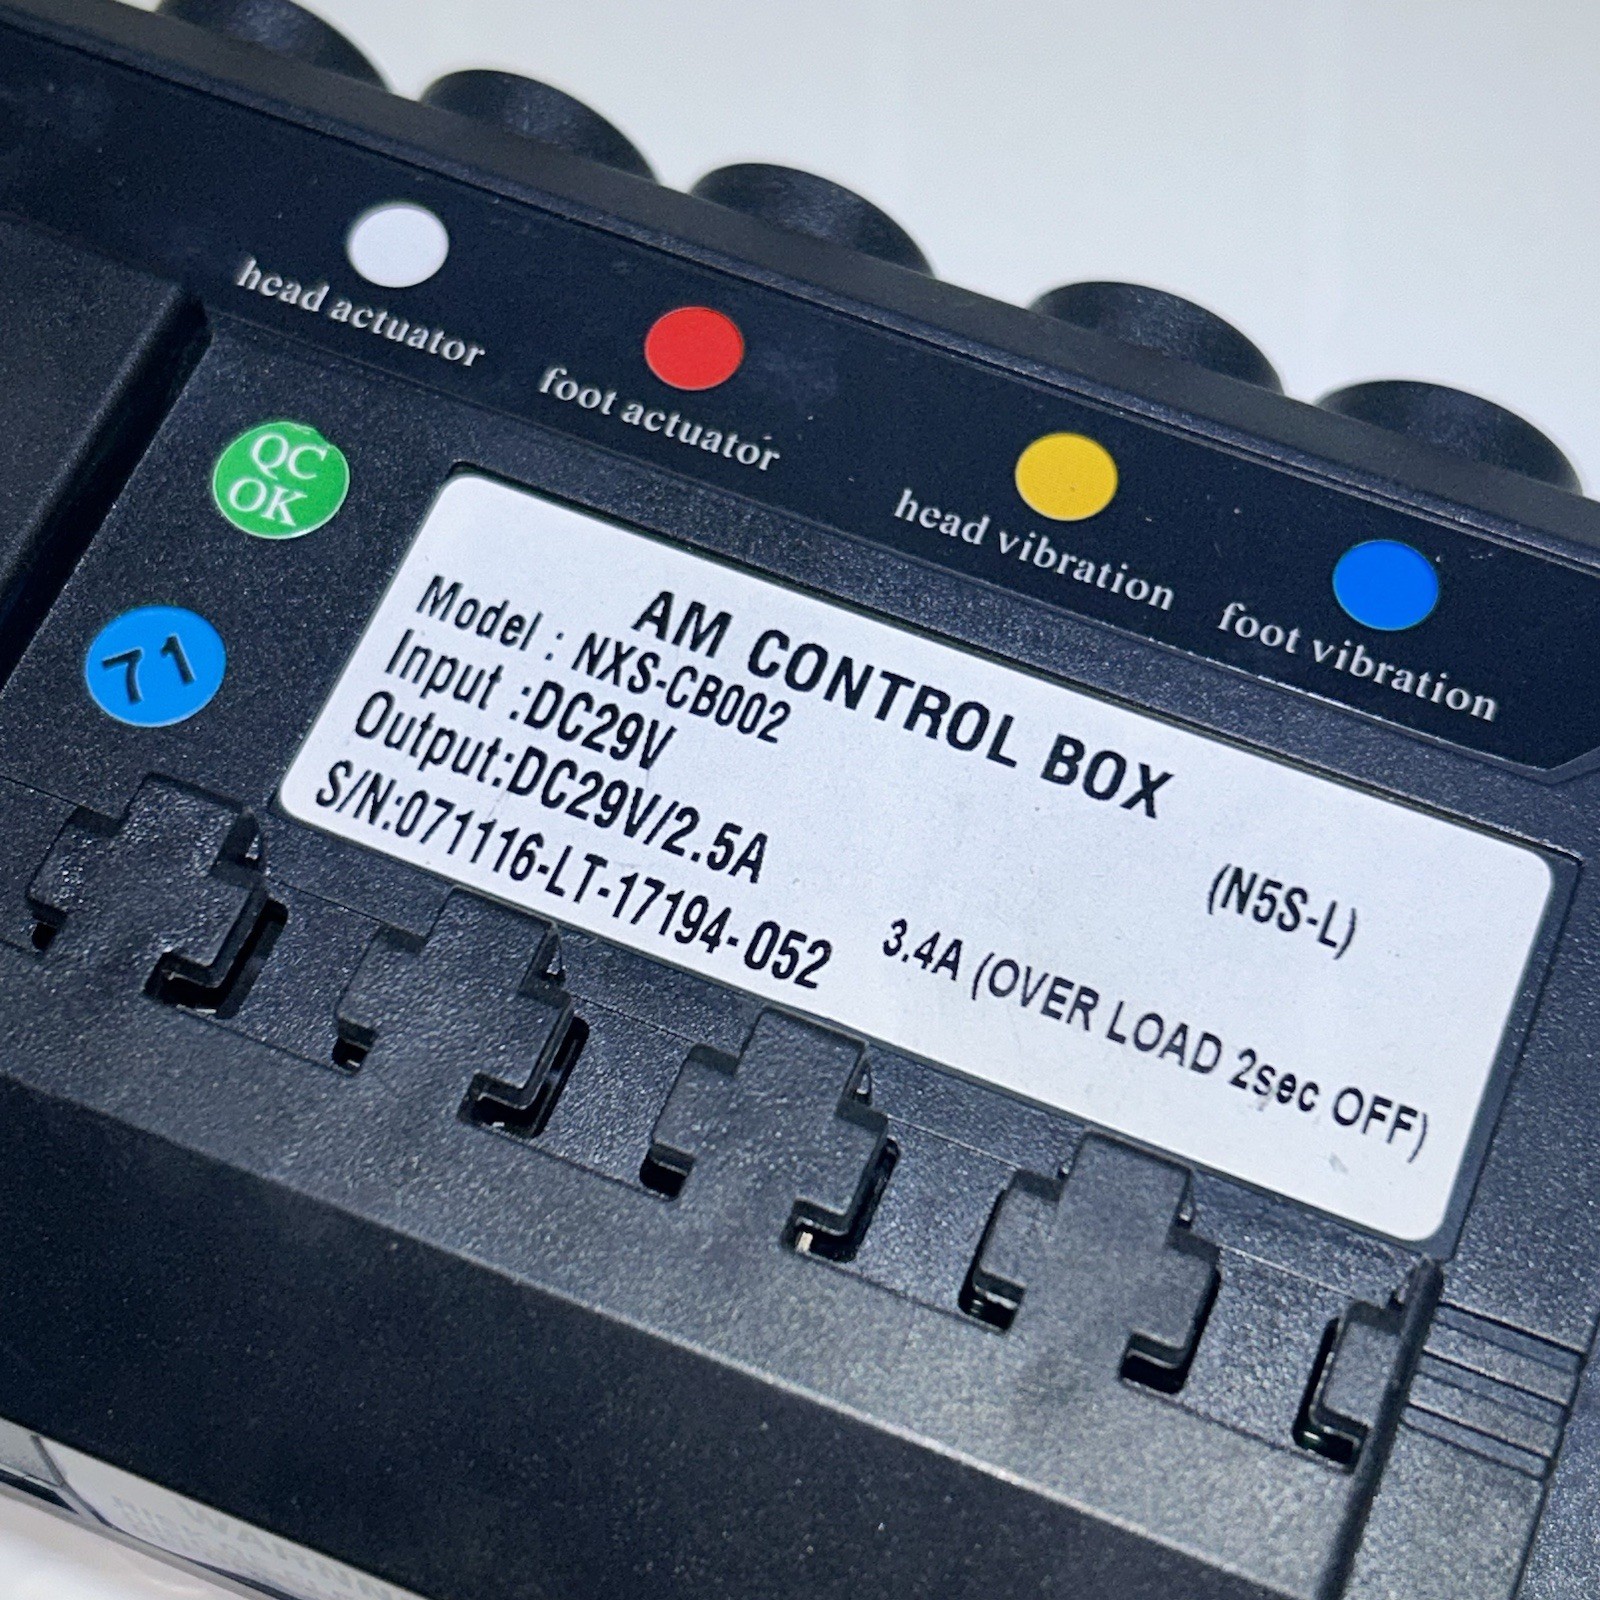 head actuator
foot actuator
head vibration
foot vibration
QC
OK
71
AM CONTROL BOX
Model : NXS-CB002
(N5S-L)
Input :DC29V
Output:DC29V/2.5A
3.4A (OVER LOAD 2sec OFF)
S/N:071116-LT-17194-052